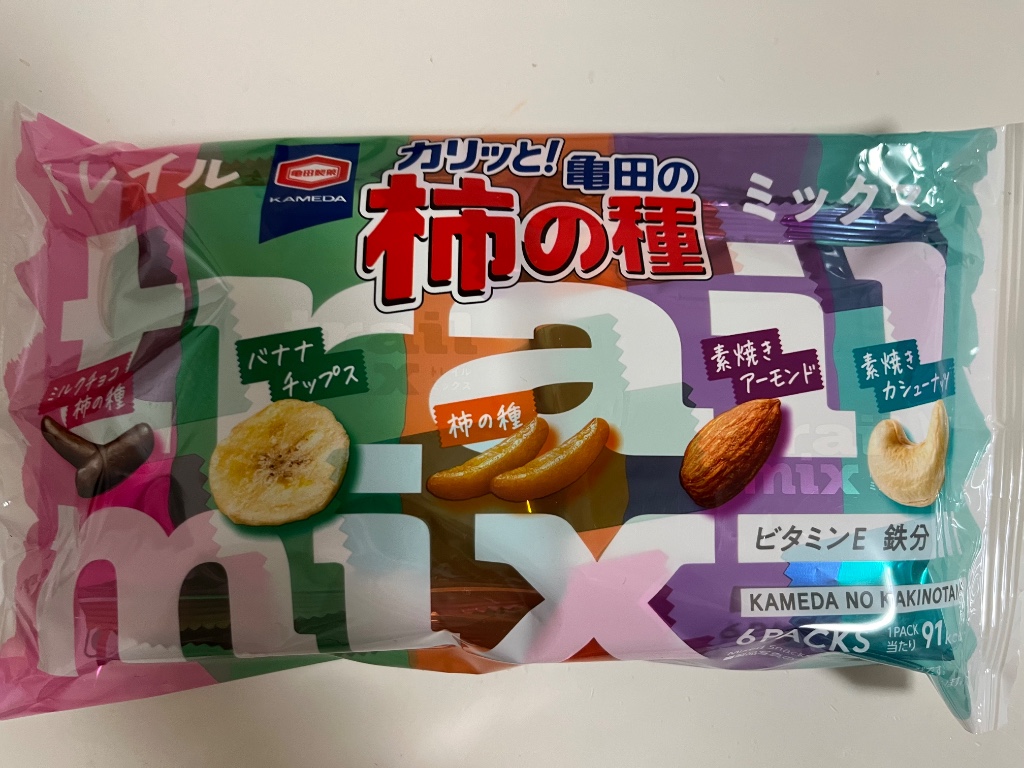 トレイル
亀田製菓
KAMEDA
カリッと! 亀田の
柿の種
ミックス
trail
mix
ミルクチョコ
柿の種
バナナ
チップス
柿の種
素焼き
アーモンド
素焼き
カシューナッツ
ビタミンE 鉄分
KAMEDA NO KAKINOTANE
6 PACKS
1PACK
当たり
91